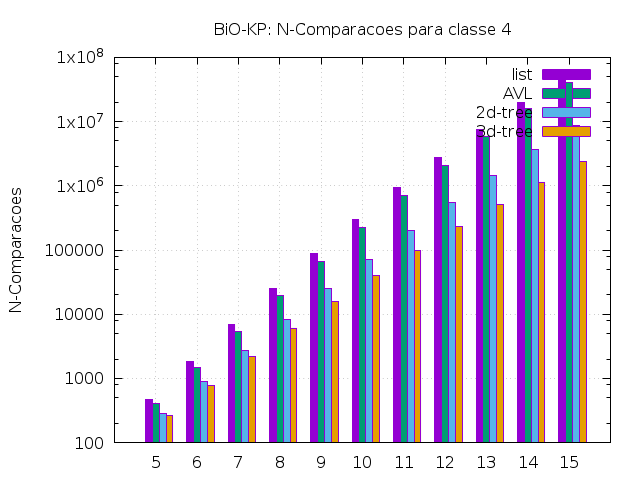 BiO-KP: N-Comparacoes para classe 4
N-Comparacoes
1x10^8
1x10^7
1x10^6
100000
10000
1000
100
list
AVL
2d-tree
3d-tree
5 6 7 8 9 10 11 12 13 14 15